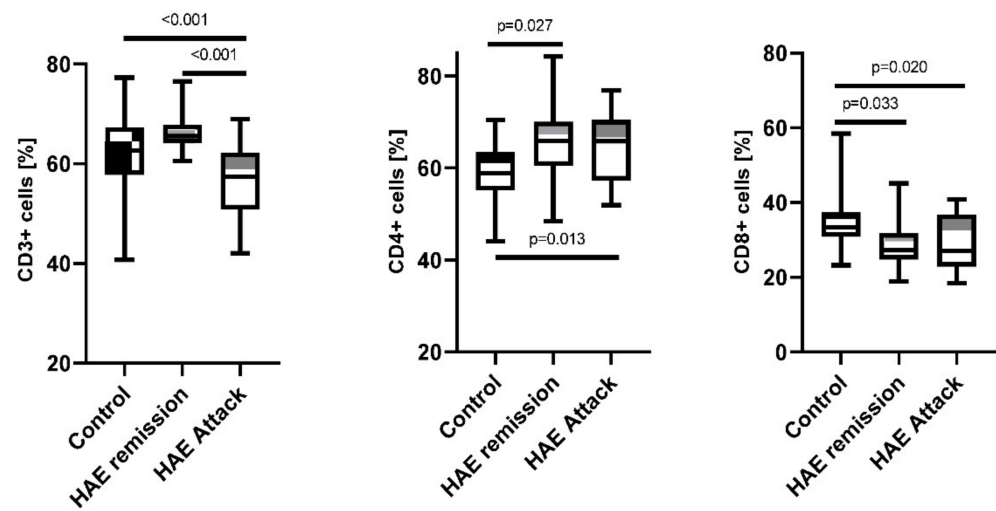 <0.001
<0.001
CD3+ cells [%]
80
60
40
20
Control
HAE remission
HAE Attack
p=0.027
CD4+ cells [%]
80
60
40
20
p=0.013
Control
HAE remission
HAE Attack
p=0.020
p=0.033
CD8+ cells [%]
80
60
40
20
0
Control
HAE remission
HAE Attack